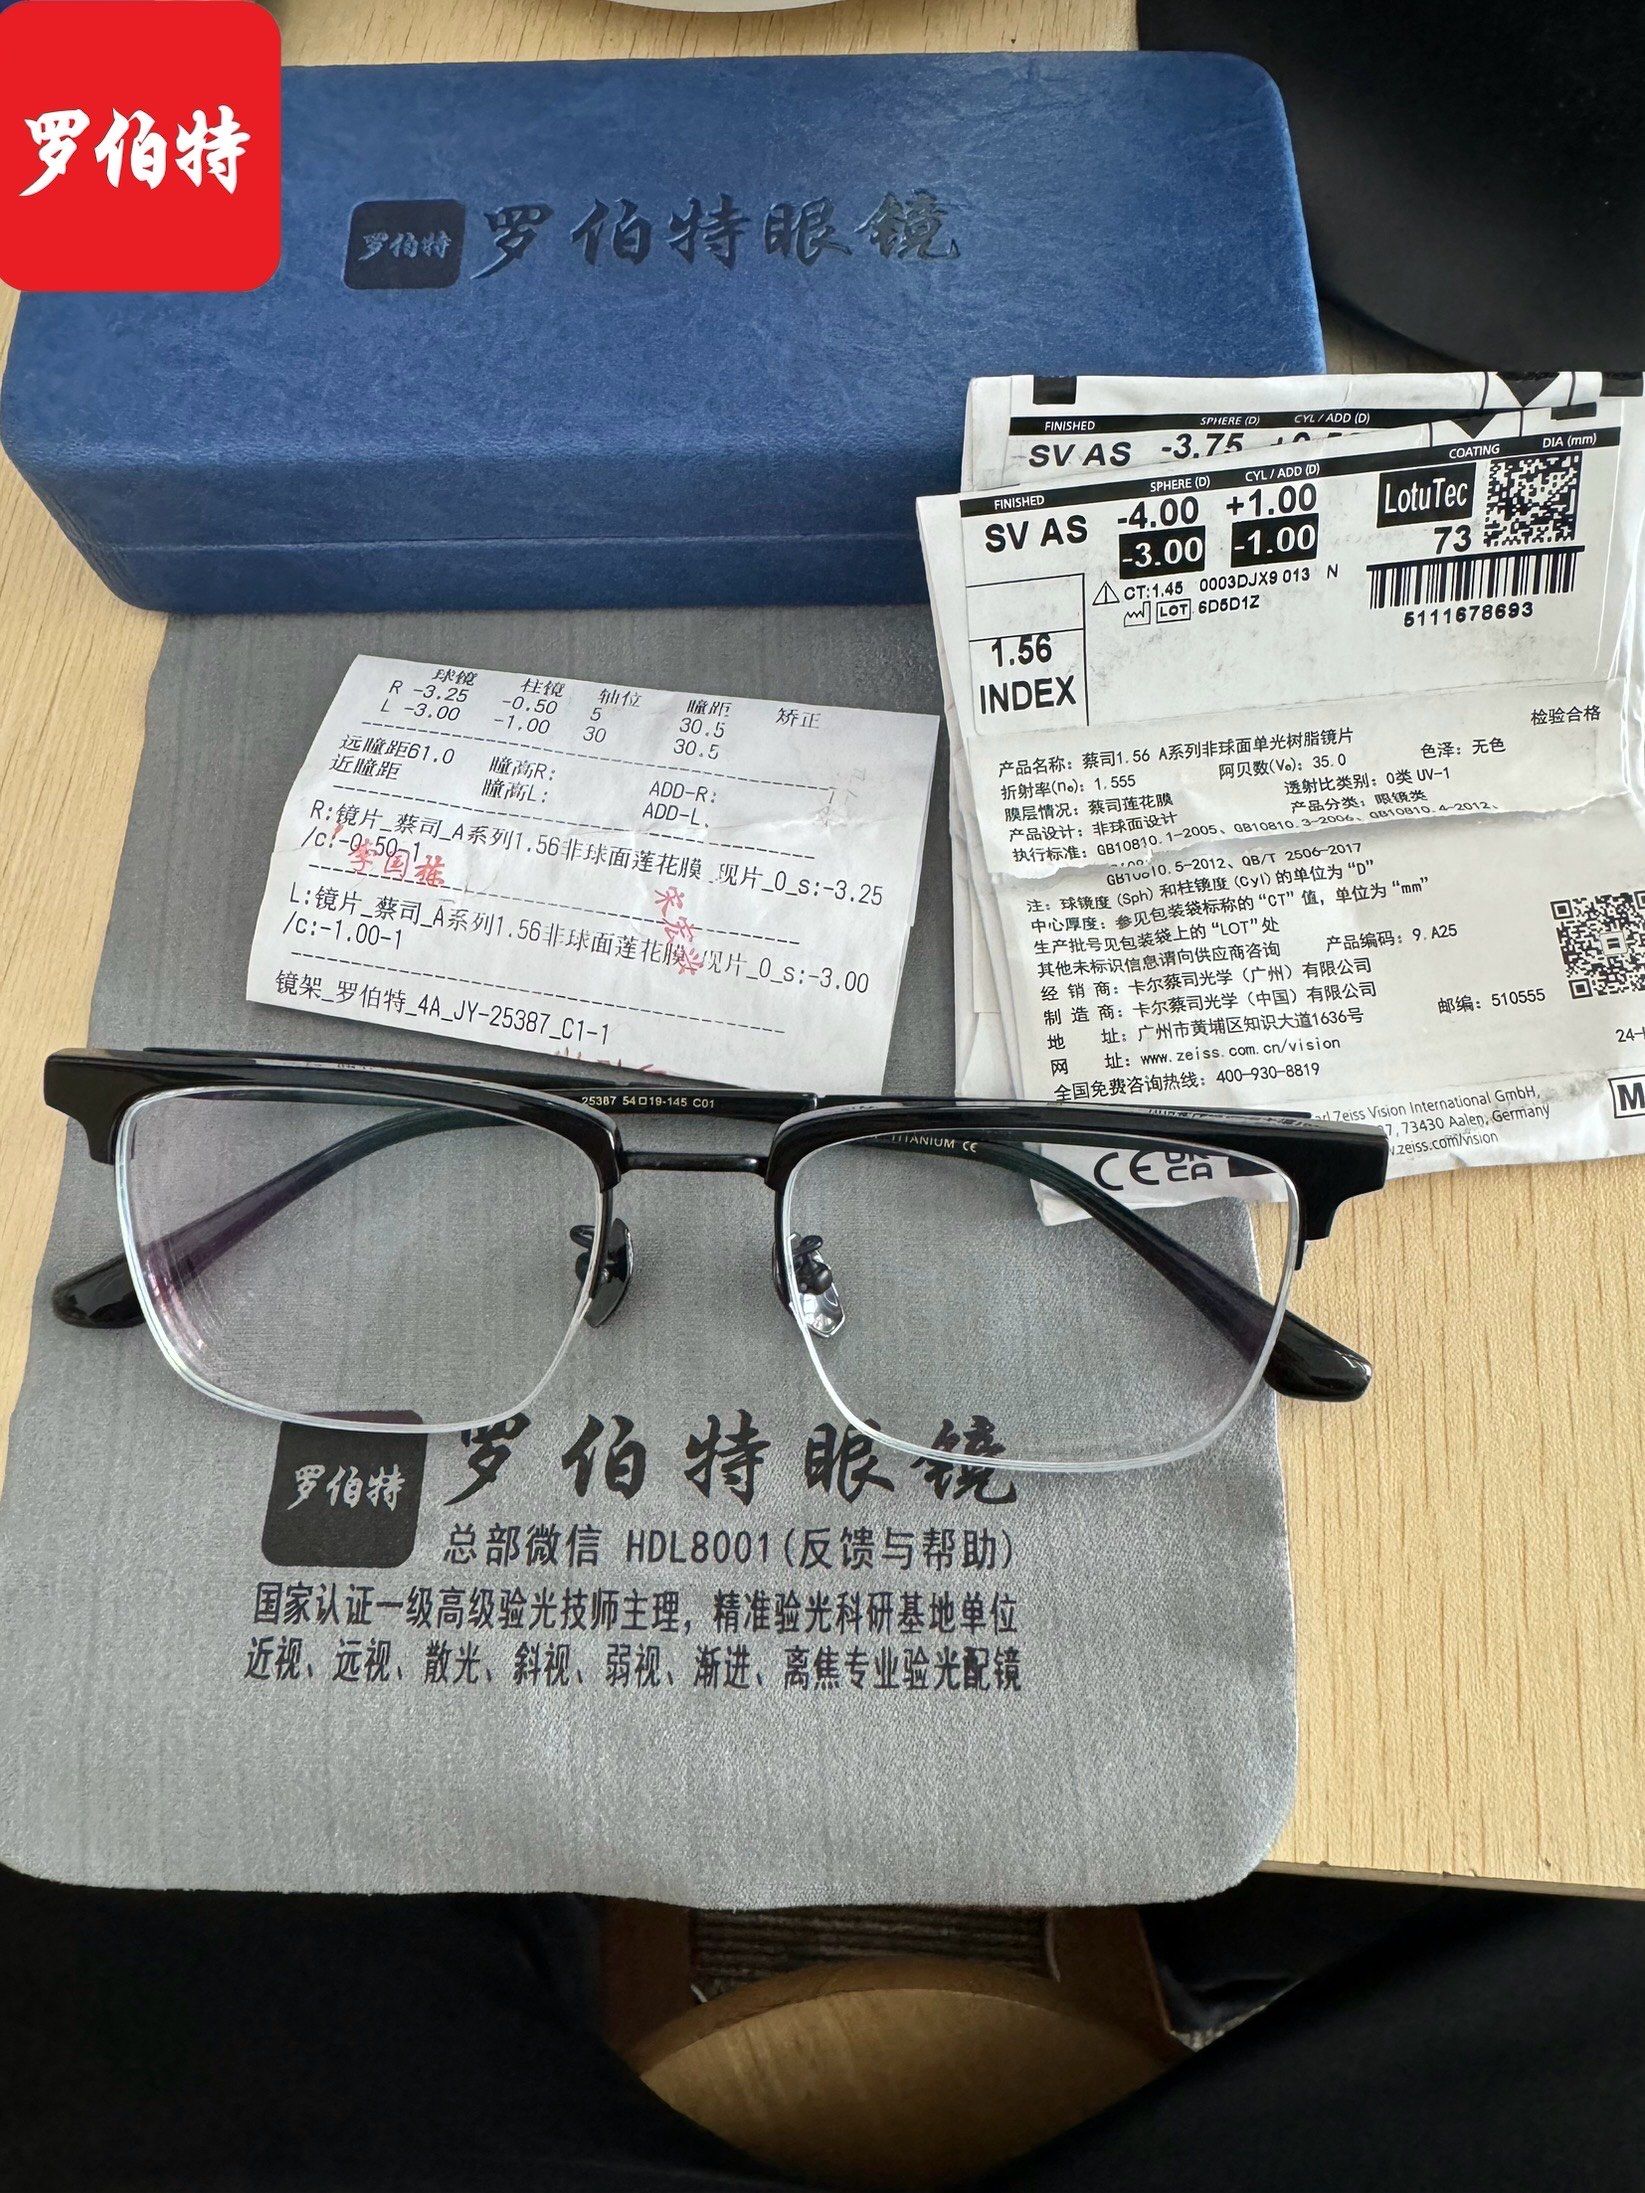 罗伯特
罗伯特 罗伯特眼镜
FINISHED SPHERE (D) CYL / ADD (D)
SV AS -3.75
FINISHED SPHERE (D) CYL / ADD (D) COATING DIA (mm)
SV AS -4.00 +1.00 LotuTec
-3.00 -1.00 73
CT:1.45 0003DJX9 013 N
LOT 6D5D1Z
5111678693
1.56
INDEX
检验合格
产品名称：蔡司1.56 A系列非球面单光树脂镜片
折射率(nₑ)：1.555 阿贝数(Vₑ)：35.0 色泽：无色
膜层情况：蔡司莲花膜 透射比类别：0类 UV-1
产品设计：非球面设计 产品分类：眼镜类
执行标准：GB10810.1-2005、GB10810.3-2006、GB10810.4-2012、
GB10810.5-2012、QB/T 2506-2017
注：球镜度 (Sph) 和柱镜度 (Cyl) 的单位为“D”
中心厚度：参见包装袋标称的“CT”值，单位为“mm”
生产批号见包装袋上的“LOT”处
其他未标识信息请向供应商咨询 产品编码：9.A25
经 销 商：卡尔蔡司光学（广州）有限公司
制 造 商：卡尔蔡司光学（中国）有限公司
地 址：广州市黄埔区知识大道1636号 邮编：510555
网 址：www.zeiss.com.cn/vision
全国免费咨询热线：400-930-8819
Zeiss Vision International GmbH,
73430 Aalen, Germany
zeiss.com/vision
CE UK CA
球镜 柱镜 轴位 瞳距 矫正
R -3.25 -0.50 5 30.5
L -3.00 -1.00 30 30.5
远瞳距61.0 瞳高R: ADD-R:
近瞳距 瞳高L: ADD-L:
R:镜片_蔡司_A系列1.56非球面莲花膜_现片_0_s:-3.25
/c:-0.50-1
李国栋
L:镜片_蔡司_A系列1.56非球面莲花膜_现片_0_s:-3.00
/c:-1.00-1
镜架_罗伯特_4A_JY-25387_C1-1
25387 54□19-145 C01
TITANIUM CE
罗伯特 罗伯特眼镜
总部微信 HDL8001(反馈与帮助)
国家认证一级高级验光技师主理，精准验光科研基地单位
近视、远视、散光、斜视、弱视、渐进、离焦专业验光配镜